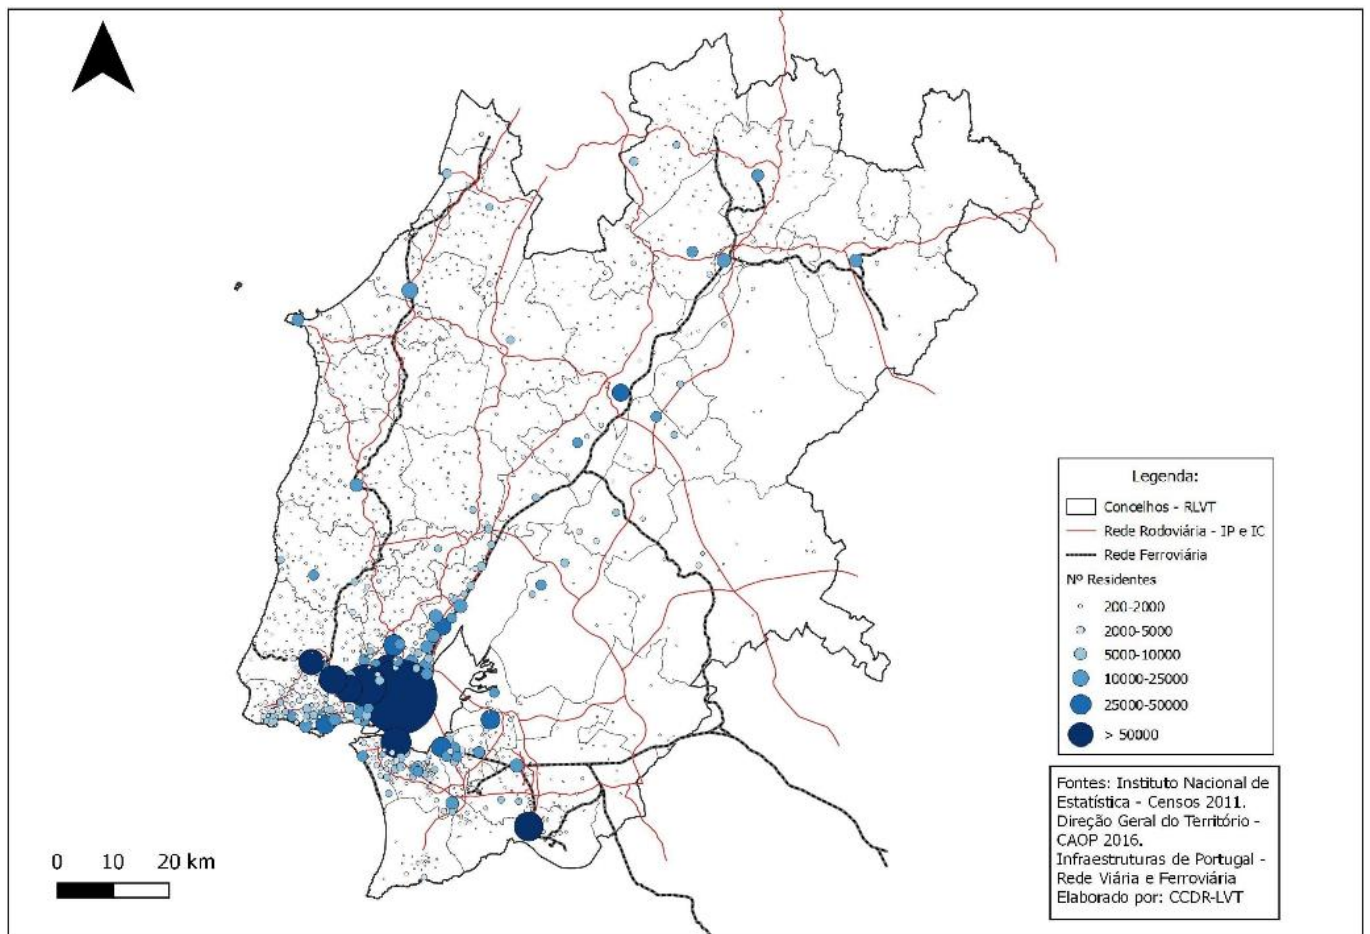 Legenda:
Concelhos - RLVT
Rede Rodoviária - IP e IC
Rede Ferroviária
Nº Residentes
200-2000
2000-5000
5000-10000
10000-25000
25000-50000
> 50000
Fontes: Instituto Nacional de
Estatística - Censos 2011.
Direção Geral do Território -
CAOP 2016.
Infraestruturas de Portugal -
Rede Viária e Ferroviária
Elaborado por: CCDR-LVT
0 10 20 km